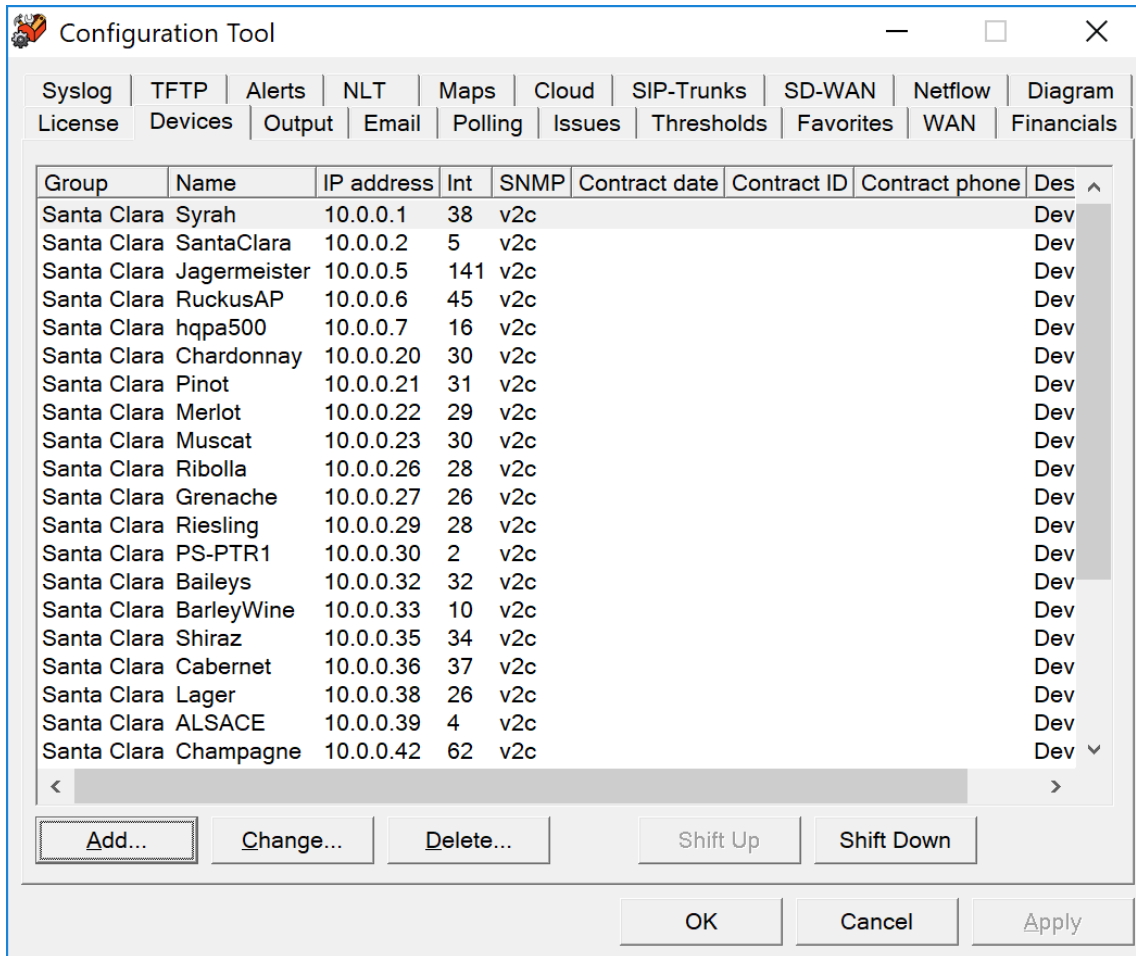 Configuration Tool
Syslog TFTP Alerts NLT Maps Cloud SIP-Trunks SD-WAN Netflow Diagram
License Devices Output Email Polling Issues Thresholds Favorites WAN Financials
Group Name IP address Int SNMP Contract date Contract ID Contract phone Des
Santa Clara Syrah 10.0.0.1 38 v2c Dev
Santa Clara SantaClara 10.0.0.2 5 v2c Dev
Santa Clara Jagermeister 10.0.0.5 141 v2c Dev
Santa Clara RuckusAP 10.0.0.6 45 v2c Dev
Santa Clara hqpa500 10.0.0.7 16 v2c Dev
Santa Clara Chardonnay 10.0.0.20 30 v2c Dev
Santa Clara Pinot 10.0.0.21 31 v2c Dev
Santa Clara Merlot 10.0.0.22 29 v2c Dev
Santa Clara Muscat 10.0.0.23 30 v2c Dev
Santa Clara Ribolla 10.0.0.26 28 v2c Dev
Santa Clara Grenache 10.0.0.27 26 v2c Dev
Santa Clara Riesling 10.0.0.29 28 v2c Dev
Santa Clara PS-PTR1 10.0.0.30 2 v2c Dev
Santa Clara Baileys 10.0.0.32 32 v2c Dev
Santa Clara BarleyWine 10.0.0.33 10 v2c Dev
Santa Clara Shiraz 10.0.0.35 34 v2c Dev
Santa Clara Cabernet 10.0.0.36 37 v2c Dev
Santa Clara Lager 10.0.0.38 26 v2c Dev
Santa Clara ALSACE 10.0.0.39 4 v2c Dev
Santa Clara Champagne 10.0.0.42 62 v2c Dev
Add... Change... Delete... Shift Up Shift Down
OK Cancel Apply